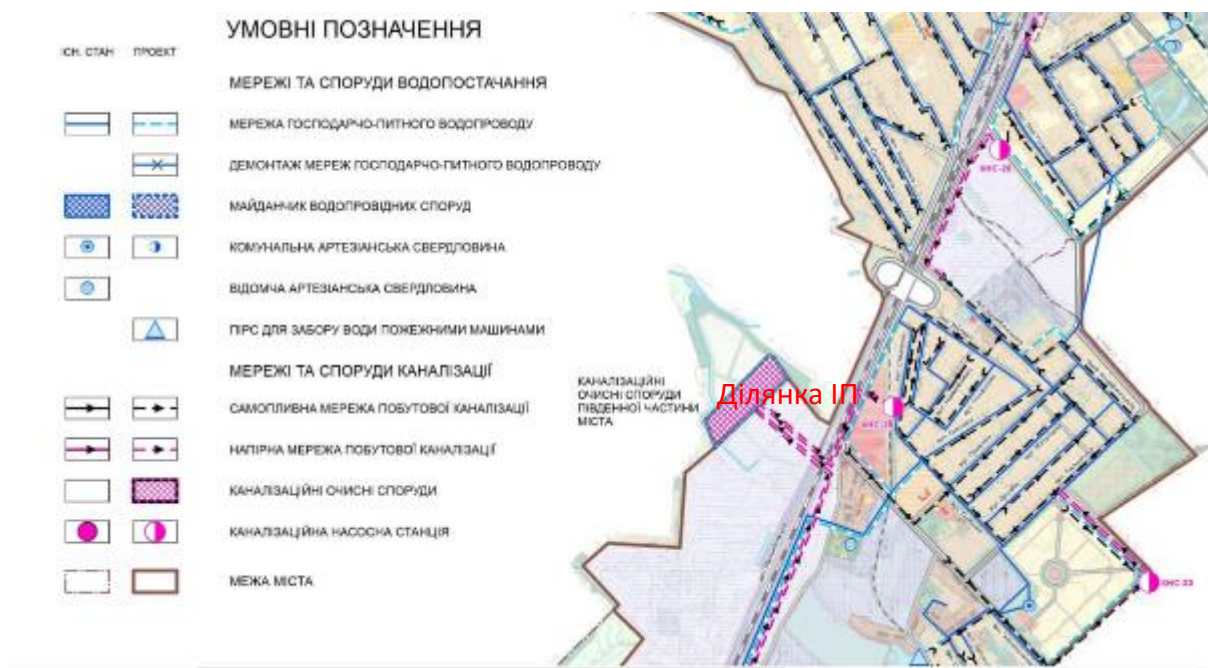 УМОВНІ ПОЗНАЧЕННЯ
ІСН. СТАН ПРОЕКТ
МЕРЕЖІ ТА СПОРУДИ ВОДОПОСТАЧАННЯ
МЕРЕЖА ГОСПОДАРЧО-ПИТНОГО ВОДОПРОВОДУ
ДЕМОНТАЖ МЕРЕЖ ГОСПОДАРЧО-ПИТНОГО ВОДОПРОВОДУ
МАЙДАНЧИК ВОДОПРОВІДНИХ СПОРУД
КОМУНАЛЬНА АРТЕЗІАНСЬКА СВЕРДЛОВИНА
ВІДОМЧА АРТЕЗІАНСЬКА СВЕРДЛОВИНА
ПІРС ДЛЯ ЗАБОРУ ВОДИ ПОЖЕЖНИМИ МАШИНАМИ
МЕРЕЖІ ТА СПОРУДИ КАНАЛІЗАЦІЇ
САМОПЛИВНА МЕРЕЖА ПОБУТОВОЇ КАНАЛІЗАЦІЇ
НАПІРНА МЕРЕЖА ПОБУТОВОЇ КАНАЛІЗАЦІЇ
КАНАЛІЗАЦІЙНІ ОЧИСНІ СПОРУДИ
КАНАЛІЗАЦІЙНА НАСОСНА СТАНЦІЯ
МЕЖА МІСТА
КАНАЛІЗАЦІЙНІ
ОЧИСНІ СПОРУДИ
ПІВДЕННОЇ ЧАСТИНИ
МІСТА
Ділянка ІП